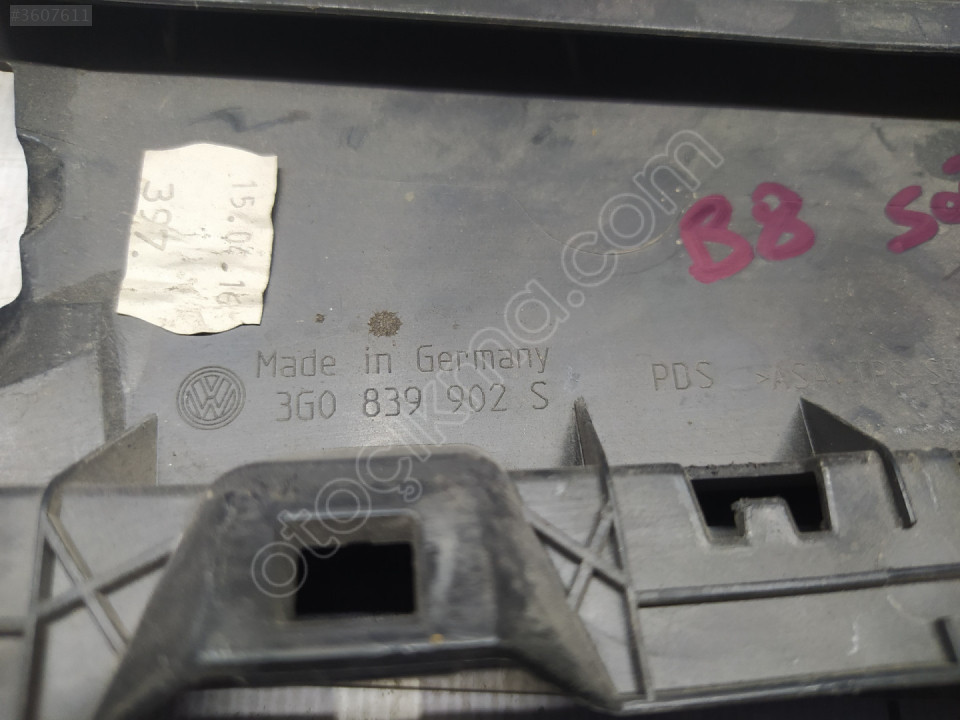 #3607611
15.04.16
397.
B8
otoçıkma.com
Made in Germany
3G0 839 902 S
PDS